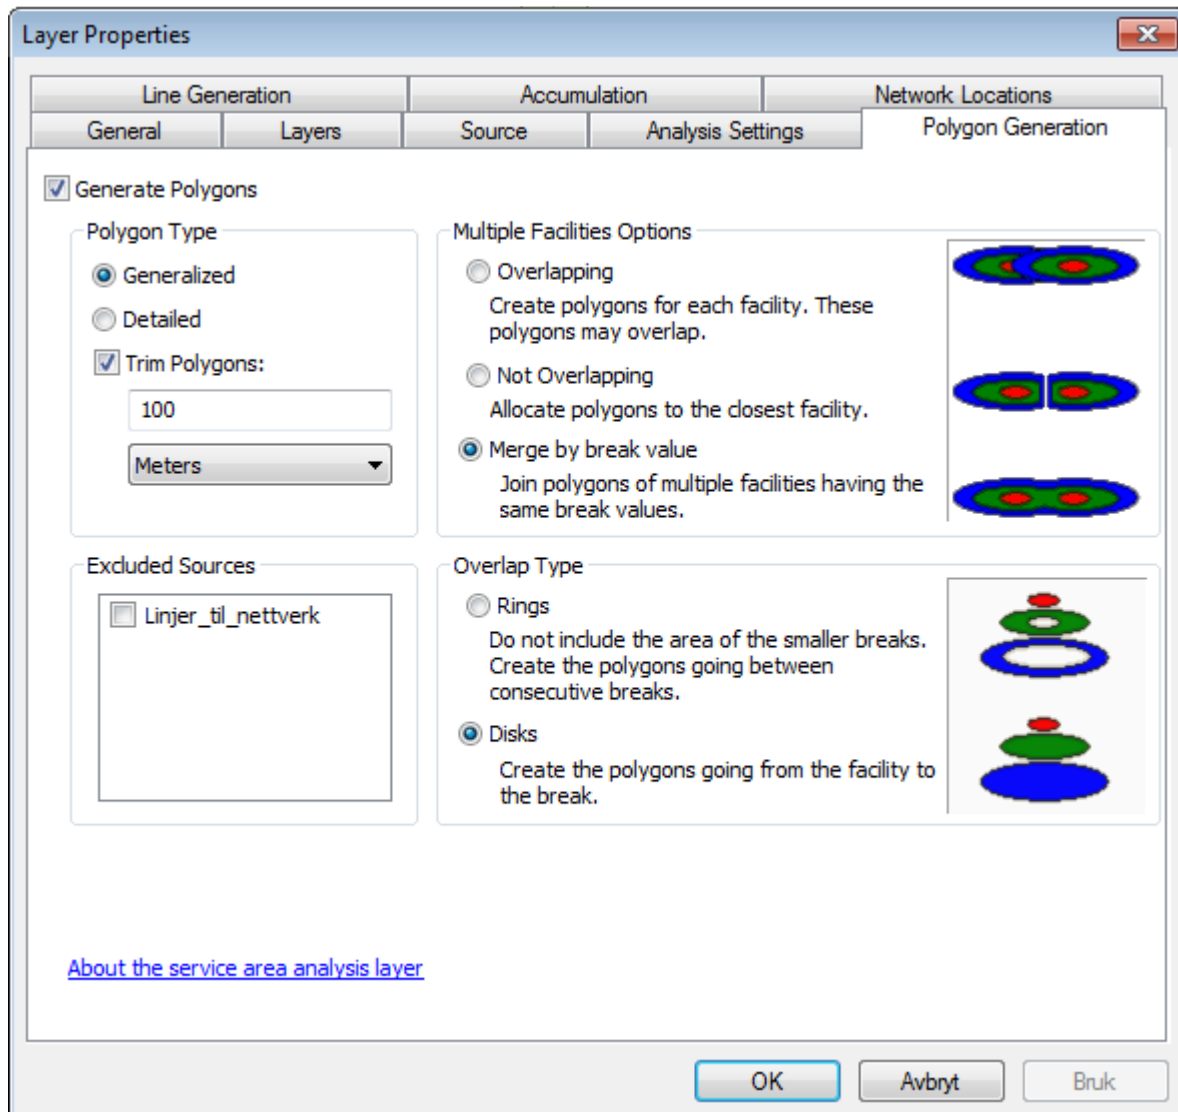 Layer Properties
Line Generation
Accumulation
Network Locations
General
Layers
Source
Analysis Settings
Polygon Generation
Generate Polygons
Polygon Type
Generalized
Detailed
Trim Polygons:
100
Meters
Multiple Facilities Options
Overlapping
Create polygons for each facility. These
polygons may overlap.
Not Overlapping
Allocate polygons to the closest facility.
Merge by break value
Join polygons of multiple facilities having the
same break values.
Excluded Sources
Linjer_til_nettverk
Overlap Type
Rings
Do not include the area of the smaller breaks.
Create the polygons going between
consecutive breaks.
Disks
Create the polygons going from the facility to
the break.
About the service area analysis layer
OK
Avbryt
Bruk